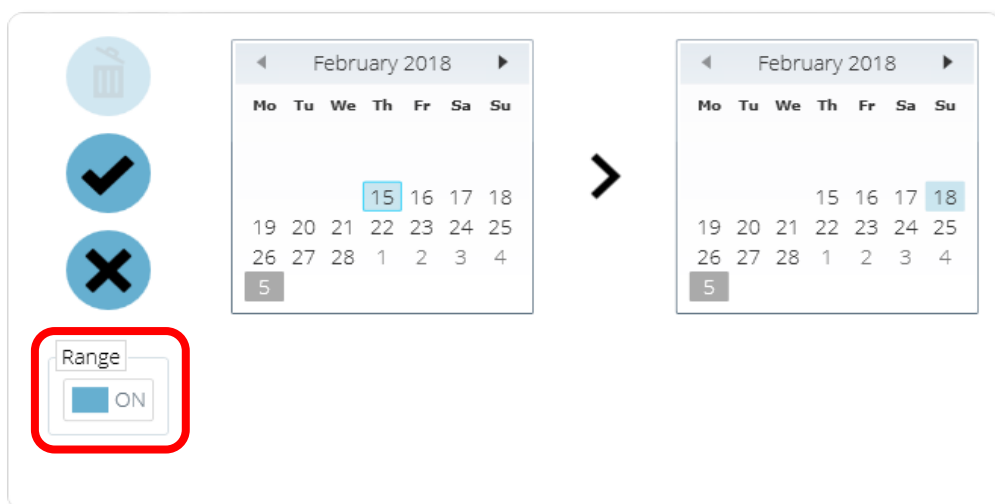 February 2018
Mo Tu We Th Fr Sa Su
15 16 17 18
19 20 21 22 23 24 25
26 27 28 1 2 3 4
5
February 2018
Mo Tu We Th Fr Sa Su
15 16 17 18
19 20 21 22 23 24 25
26 27 28 1 2 3 4
5
Range
ON